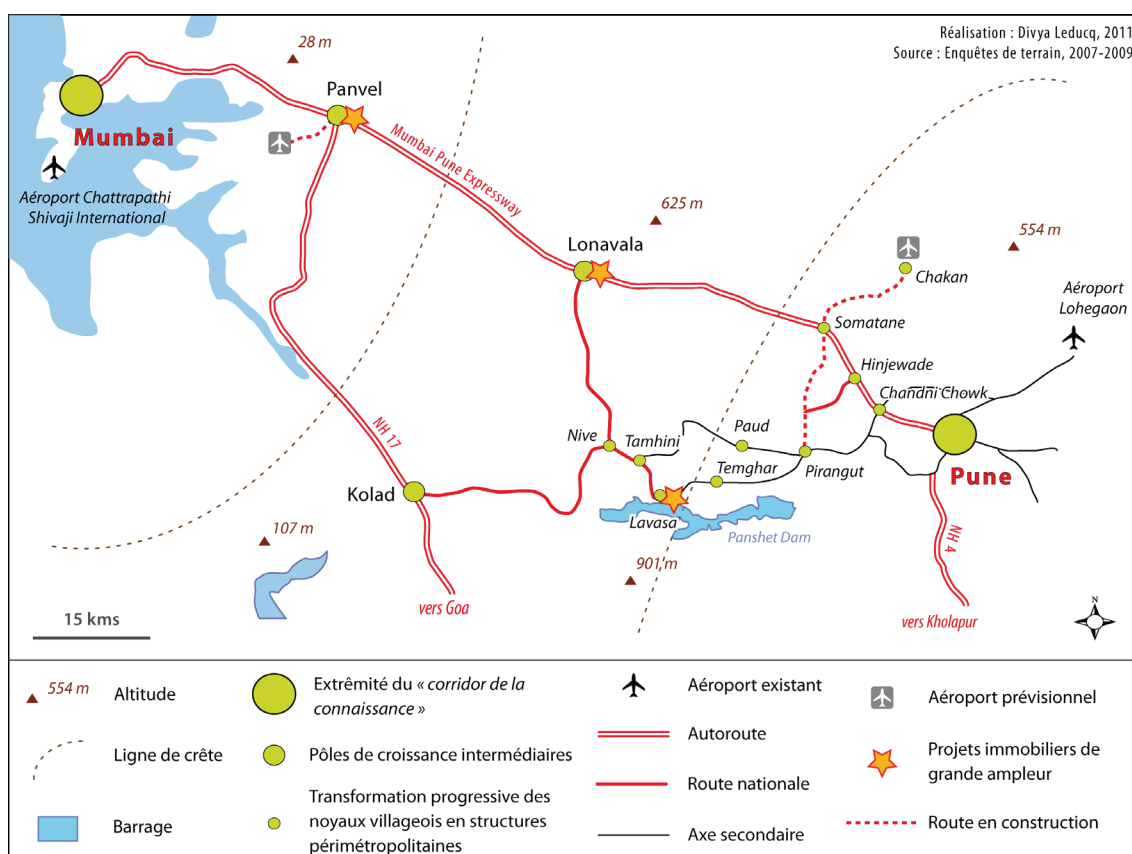 Réalisation : Divya Leducq, 2011
Source : Enquêtes de terrain, 2007-2009
28 m
Panvel
Mumbai
Mumbai Pune Expressway
Aéroport Chattrapathi
Shivaji International
625 m
554 m
Lonavala
Chakan
Aéroport
Lohegaon
Somatane
Hinjewade
Chandni Chowk
NH 17
Nive
Tamhini
Paud
Temghar
Pirangut
Pune
Kolad
Lavasa
Panshet Dam
107 m
901 m
NH 4
vers Goa
vers Kholapur
15 kms
N
554 m
Altitude
Ligne de crête
Barrage
Extrêmité du « corridor de la
connaissance »
Pôles de croissance intermédiaires
Transformation progressive des
noyaux villageois en structures
périmétropolitaines
Aéroport existant
Autoroute
Route nationale
Axe secondaire
Aéroport prévisionnel
Projets immobiliers de
grande ampleur
Route en construction